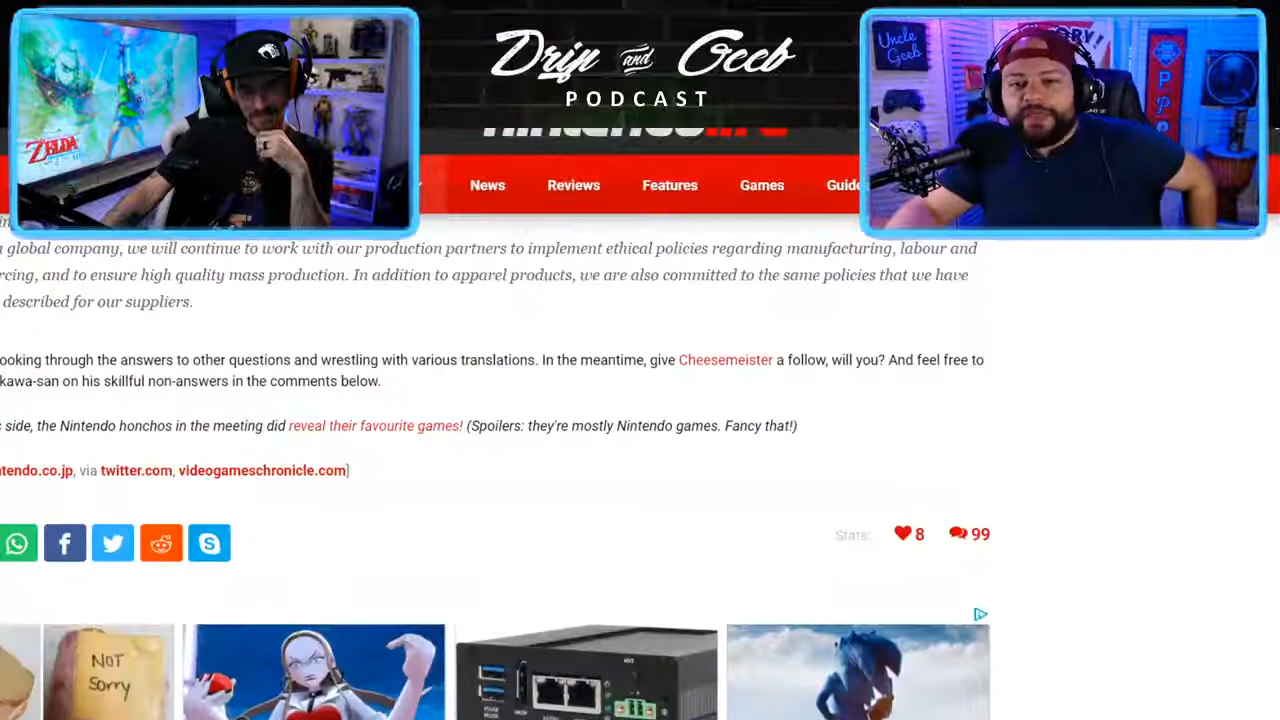 Drip and Geeb
PODCAST
Uncle
Geeb
ZELDA
News Reviews Features Games Guide
global company, we will continue to work with our production partners to implement ethical policies regarding manufacturing, labour and
rcing, and to ensure high quality mass production. In addition to apparel products, we are also committed to the same policies that we have
described for our suppliers.
ooking through the answers to other questions and wrestling with various translations. In the meantime, give Cheesemeister a follow, will you? And feel free to
kawa-san on his skillful non-answers in the comments below.
s side, the Nintendo honchos in the meeting did reveal their favourite games! (Spoilers: they're mostly Nintendo games. Fancy that!)
ntendo.co.jp, via twitter.com, videogameschronicle.com]
Stats: 8 99
NOT
Sorry